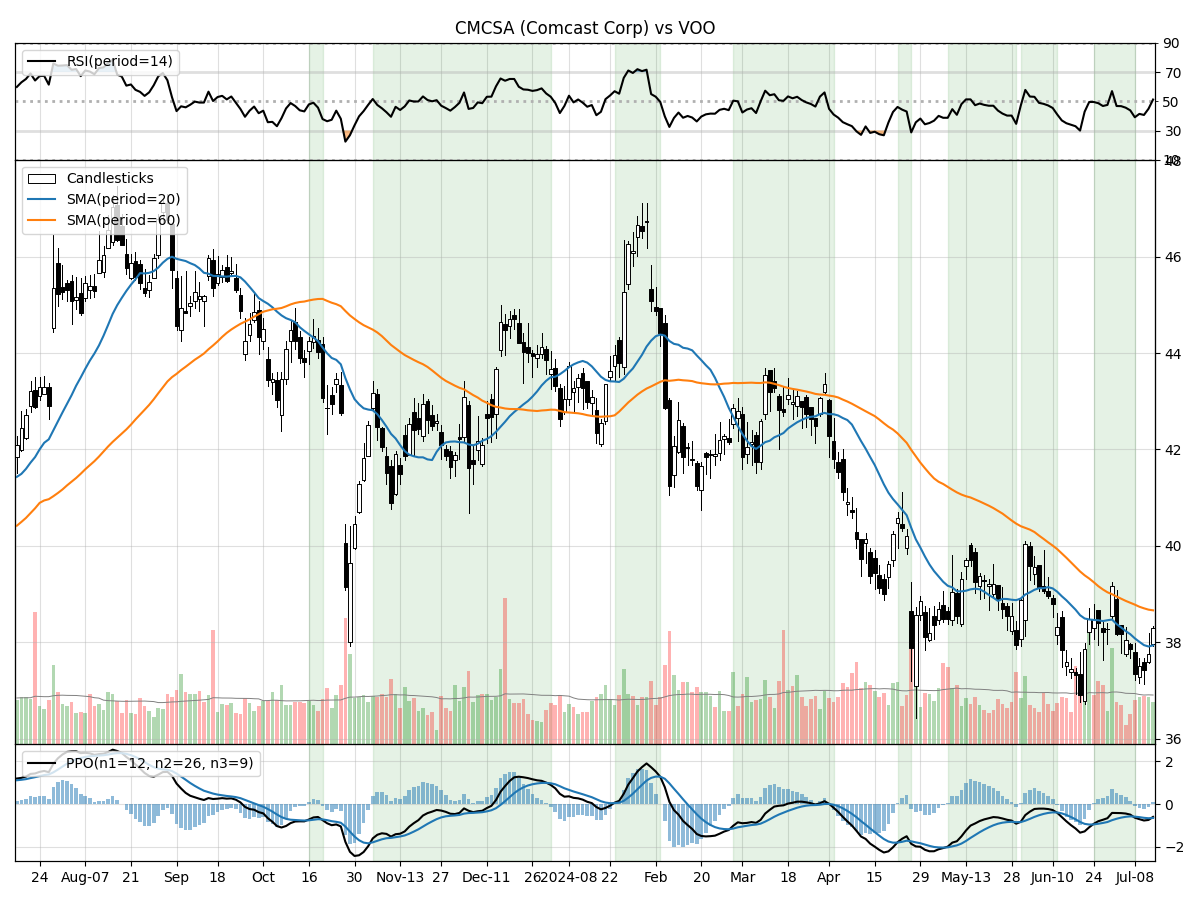 CMCSA (Comcast Corp) vs VOO
RSI(period=14)
90
70
50
30
10
48
Candlesticks
SMA(period=20)
SMA(period=60)
46
44
42
40
38
36
PPO(n1=12, n2=26, n3=9)
2
0
−2
24 Aug-07 21 Sep 18 Oct 16 30 Nov-13 27 Dec-11 26 2024-08 22 Feb 20 Mar 18 Apr 15 29 May-13 28 Jun-10 24 Jul-08